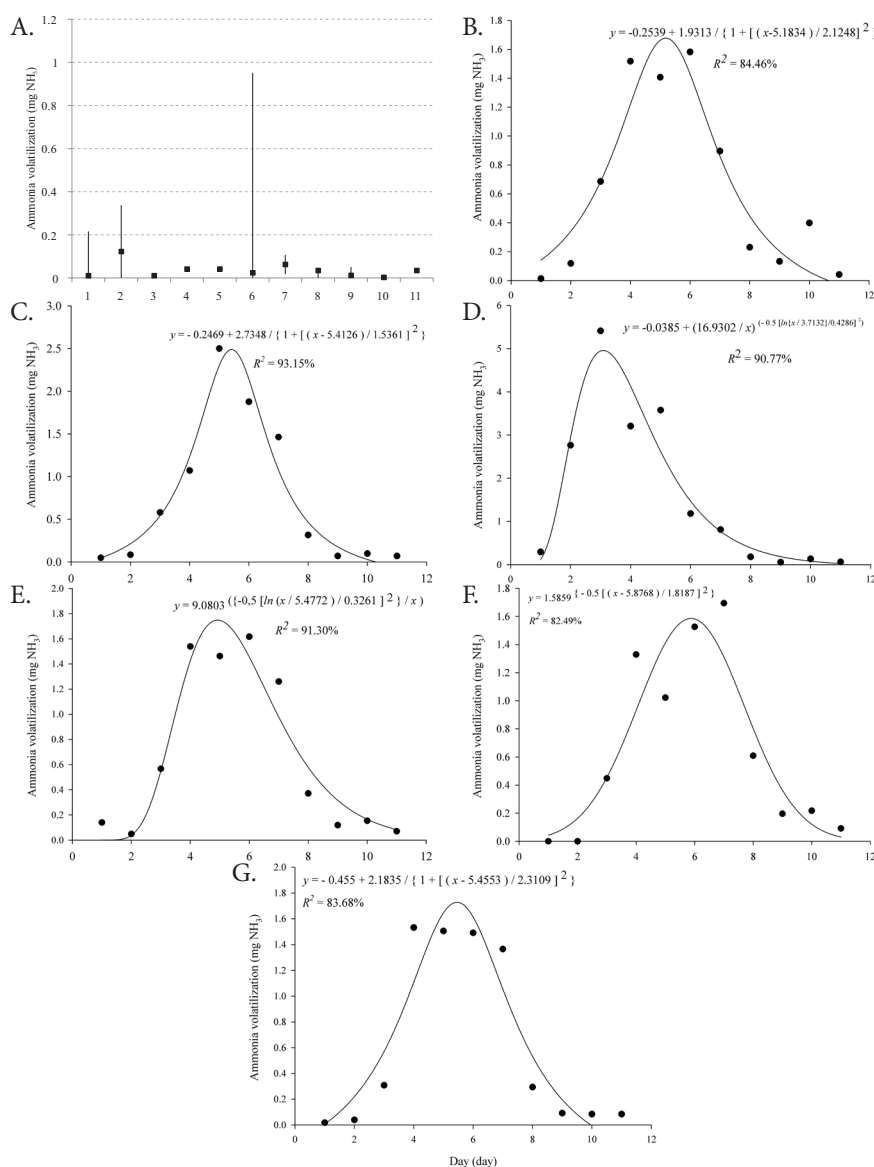 A.
Ammonia volatilization (mg NH3)
1.2
1
0.8
0.6
0.4
0.2
0
1 2 3 4 5 6 7 8 9 10 11
B.
Ammonia volatilization (mg NH3)
y = -0.2539 + 1.9313 / { 1 + [ ( x-5.1834 ) / 2.1248] 2 }
R2 = 84.46%
1.8
1.6
1.4
1.2
1.0
0.8
0.6
0.4
0.2
0.0
0 2 4 6 8 10 12
C.
Ammonia volatilization (mg NH3)
y = - 0.2469 + 2.7348 / { 1 + [ ( x - 5.4126 ) / 1.5361 ] 2 }
R2 = 93.15%
3.0
2.5
2.0
1.5
1.0
0.5
0.0
0 2 4 6 8 10 12
D.
Ammonia volatilization (mg NH3)
y = -0.0385 + (16.9302 / x) (- 0.5 [ln{x / 3.7132}/0.4286] 2)
R2 = 90.77%
6
5
4
3
2
1
0
0 2 4 6 8 10 12
E.
Ammonia volatilization (mg NH3)
y = 9.0803 ({-0,5 [ln (x / 5.4772) / 0.3261 ] 2 } / x )
R2 = 91.30%
2.0
1.8
1.6
1.4
1.2
1.0
0.8
0.6
0.4
0.2
0.0
0 2 4 6 8 10 12
F.
Ammonia volatilization (mg NH3)
y = 1.5859 { - 0.5 [ ( x - 5.8768 ) / 1.8187 ] 2 }
R2 = 82.49%
1.8
1.6
1.4
1.2
1.0
0.8
0.6
0.4
0.2
0.0
0 2 4 6 8 10 12
G.
Ammonia volatilization (mg NH3)
y = - 0.455 + 2.1835 / { 1 + [ ( x - 5.4553 ) / 2.3109 ] 2 }
R2 = 83.68%
2.0
1.8
1.6
1.4
1.2
1.0
0.8
0.6
0.4
0.2
0.0
0 2 4 6 8 10 12
Day (day)